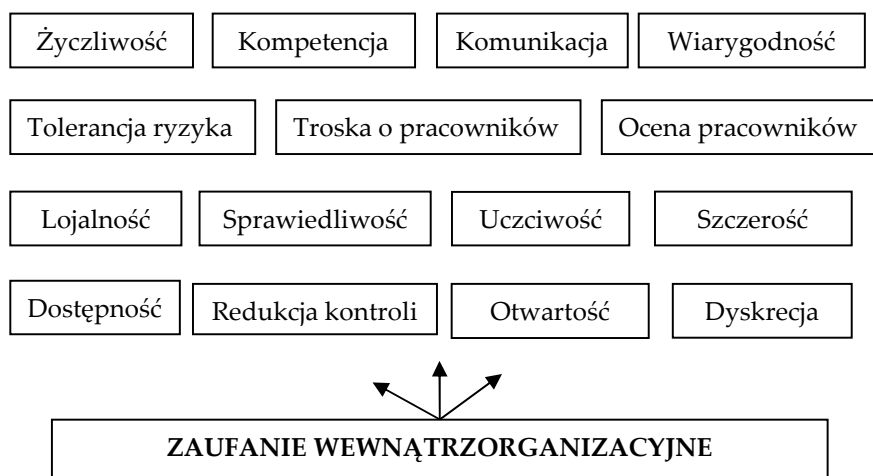 Życzliwość Kompetencja Komunikacja Wiarygodność
Tolerancja ryzyka Troska o pracowników Ocena pracowników
Lojalność Sprawiedliwość Uczciwość Szczerość
Dostępność Redukcja kontroli Otwartość Dyskrecja
ZAUFANIE WEWNĄTRZORGANIZACYJNE